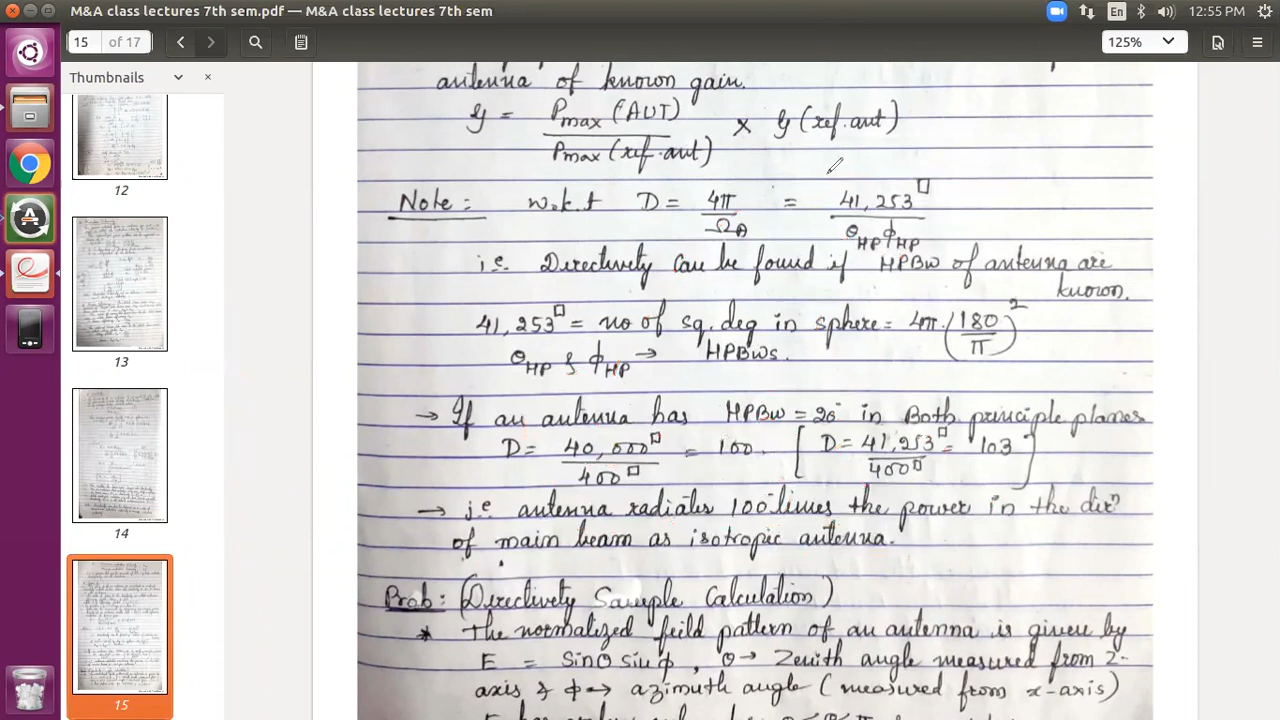 M&A class lectures 7th sem.pdf — M&A class lectures 7th sem
En
12:55 PM
15 of 17
125%
Thumbnails
12
13
14
15
antenna of known gain.
G = Pmax (AUT) / Pmax (ref. ant) × G (ref. ant)
Note: w.k.t D = 4π / ΩA = 41,253□ / θHP ϕHP
i.e. Directivity can be found if HPBW of antenna are
known.
41,253□ = no of sq. deg in sphere = 4π (180/π)²
θHP & ϕHP → HPBWs.
→ If an antenna has HPBW = 20° in Both principle planes
D = 40,000□ / 400□ = 100. [D = 41,253□ / 400□ = 103]
→ i.e antenna radiates 100 times the power in the dirⁿ
of main beam as isotropic antenna.
Prob: (Directivity Sample Calculation)
* The normalized feild pattern of an antenna is given by
E = sinθ sinϕ, θ → Zenith angle measured from z-
axis & ϕ → azimuth angle (measured from x-axis)